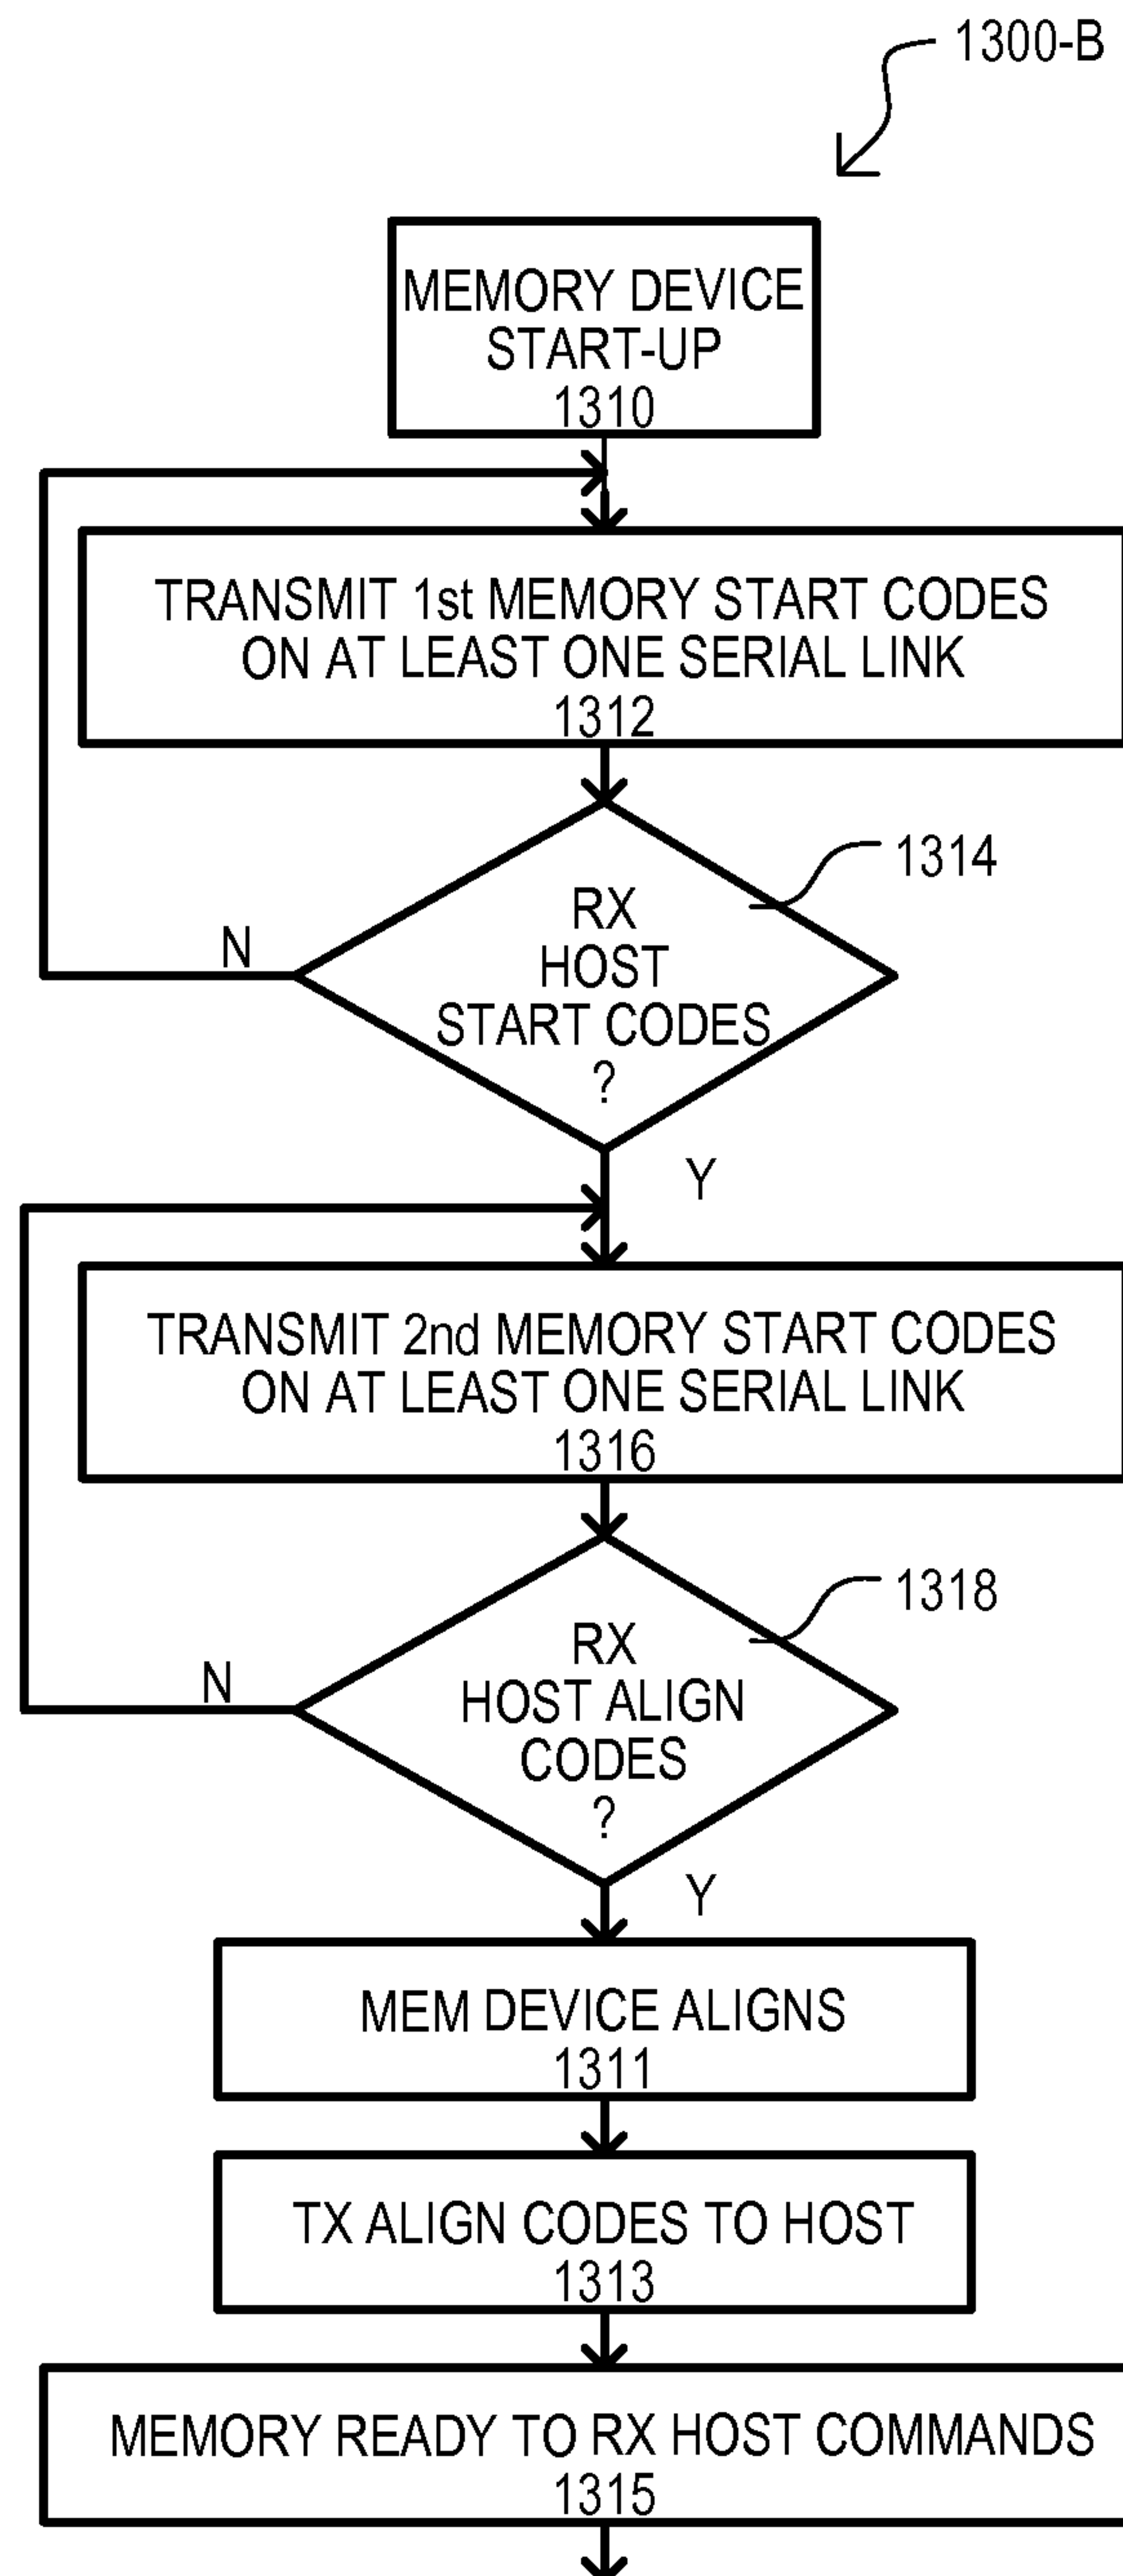 1300-B
MEMORY DEVICE
START-UP
1310
TRANSMIT 1st MEMORY START CODES
ON AT LEAST ONE SERIAL LINK
1312
1314
RX
HOST
START CODES
?
N
Y
TRANSMIT 2nd MEMORY START CODES
ON AT LEAST ONE SERIAL LINK
1316
1318
RX
HOST ALIGN
CODES
?
N
Y
MEM DEVICE ALIGNS
1311
TX ALIGN CODES TO HOST
1313
MEMORY READY TO RX HOST COMMANDS
1315